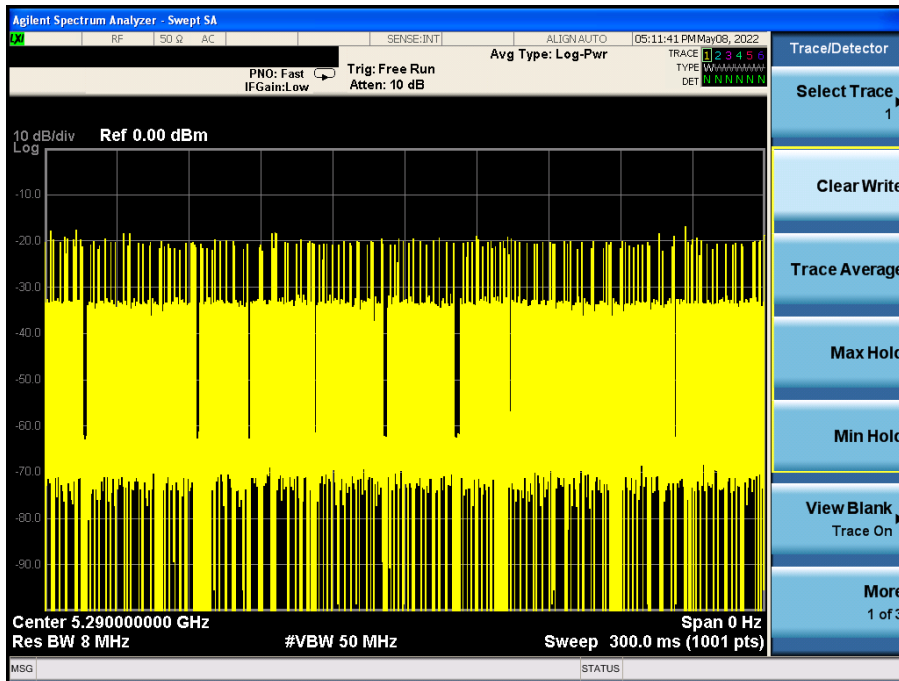 Agilent Spectrum Analyzer - Swept SA
LXI RF 50 Ω AC SENSE:INT ALIGN AUTO 05:11:41 PM May 08, 2022
Avg Type: Log-Pwr TRACE 1 2 3 4 5 6
PNO: Fast Trig: Free Run TYPE WWWWWW
IFGain:Low Atten: 10 dB DET N N N N N N
10 dB/div Ref 0.00 dBm
Log
-10.0
-20.0
-30.0
-40.0
-50.0
-60.0
-70.0
-80.0
-90.0
Center 5.290000000 GHz Span 0 Hz
Res BW 8 MHz #VBW 50 MHz Sweep 300.0 ms (1001 pts)
MSG STATUS
Trace/Detector
Select Trace
1
Clear Write
Trace Average
Max Hold
Min Hold
View Blank
Trace On
More
1 of 3